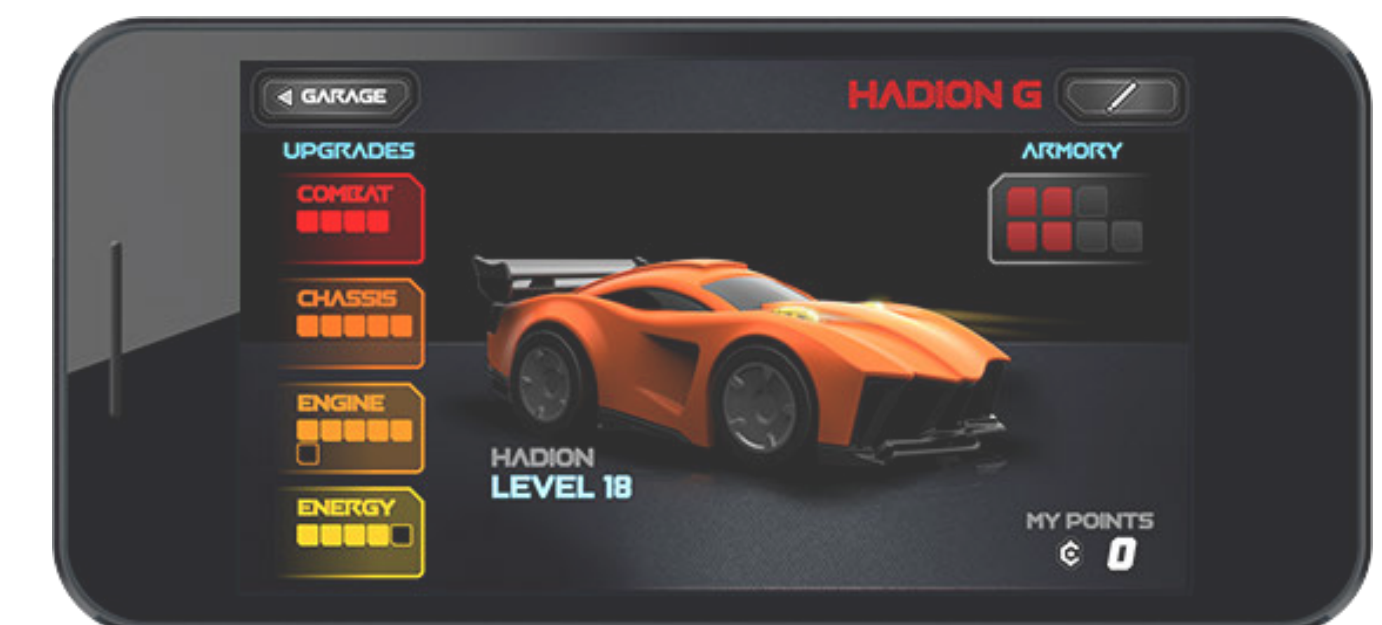 GARAGE
HADION G
UPGRADES
ARMORY
COMBAT
CHASSIS
ENGINE
ENERGY
HADION
LEVEL 18
MY POINTS
0